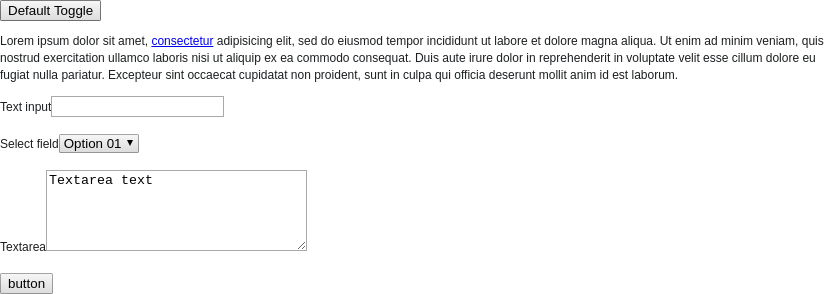 Default Toggle
Lorem ipsum dolor sit amet, consectetur adipisicing elit, sed do eiusmod tempor incididunt ut labore et dolore magna aliqua. Ut enim ad minim veniam, quis
nostrud exercitation ullamco laboris nisi ut aliquip ex ea commodo consequat. Duis aute irure dolor in reprehenderit in voluptate velit esse cillum dolore eu
fugiat nulla pariatur. Excepteur sint occaecat cupidatat non proident, sunt in culpa qui officia deserunt mollit anim id est laborum.
Text input
Select field Option 01
Textarea text
Textarea
button